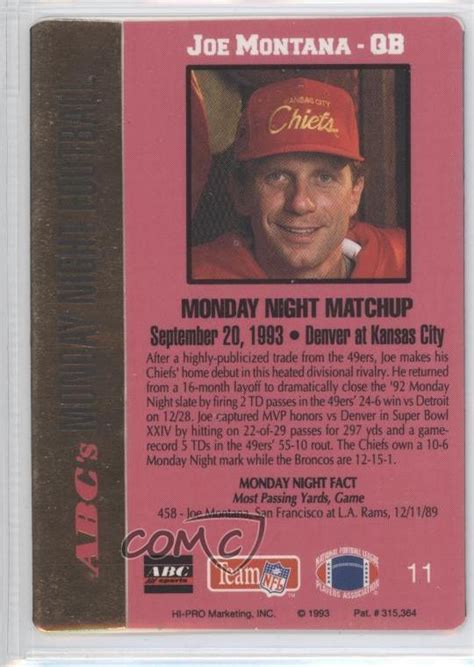 JOE MONTANA - QB
KANSAS CITY
Chiefs
ABC's MONDAY NIGHT FOOTBALL
MONDAY NIGHT MATCHUP
September 20, 1993 • Denver at Kansas City
After a highly-publicized trade from the 49ers, Joe makes his
Chiefs' home debut in this heated divisional rivalry. He returned
from a 16-month layoff to dramatically close the '92 Monday
Night slate by firing 2 TD passes in the 49ers' 24-6 win vs Detroit
on 12/28. Joe captured MVP honors vs Denver in Super Bowl
XXIV by hitting on 22-of-29 passes for 297 yds and a game-
record 5 TDs in the 49ers' 55-10 rout. The Chiefs own a 10-6
Monday Night mark while the Broncos are 12-15-1.
MONDAY NIGHT FACT
Most Passing Yards, Game
458 - Joe Montana, San Francisco at L.A. Rams, 12/11/89
COMC
ABC
sports
Team NFL
NATIONAL FOOTBALL LEAGUE
PLAYERS ASSOCIATION
11
HI-PRO Marketing, INC. © 1993 Pat. # 315,364